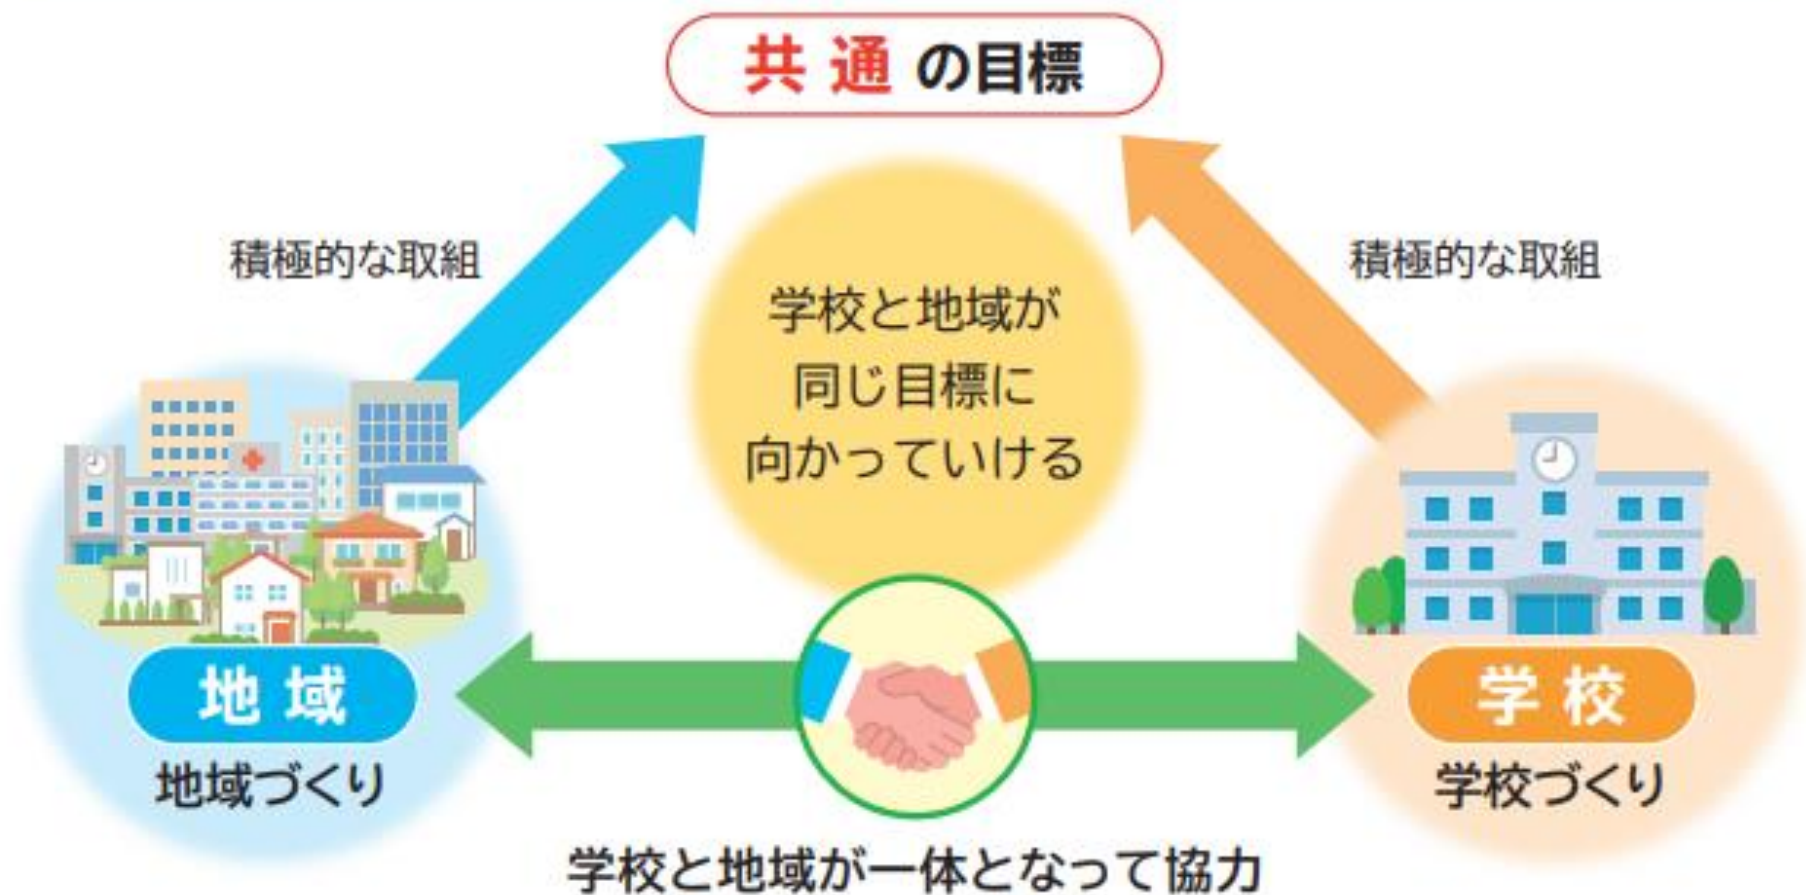 共通の目標
積極的な取組
積極的な取組
学校と地域が
同じ目標に
向かっていける
地域
学校
地域づくり
学校づくり
学校と地域が一体となって協力